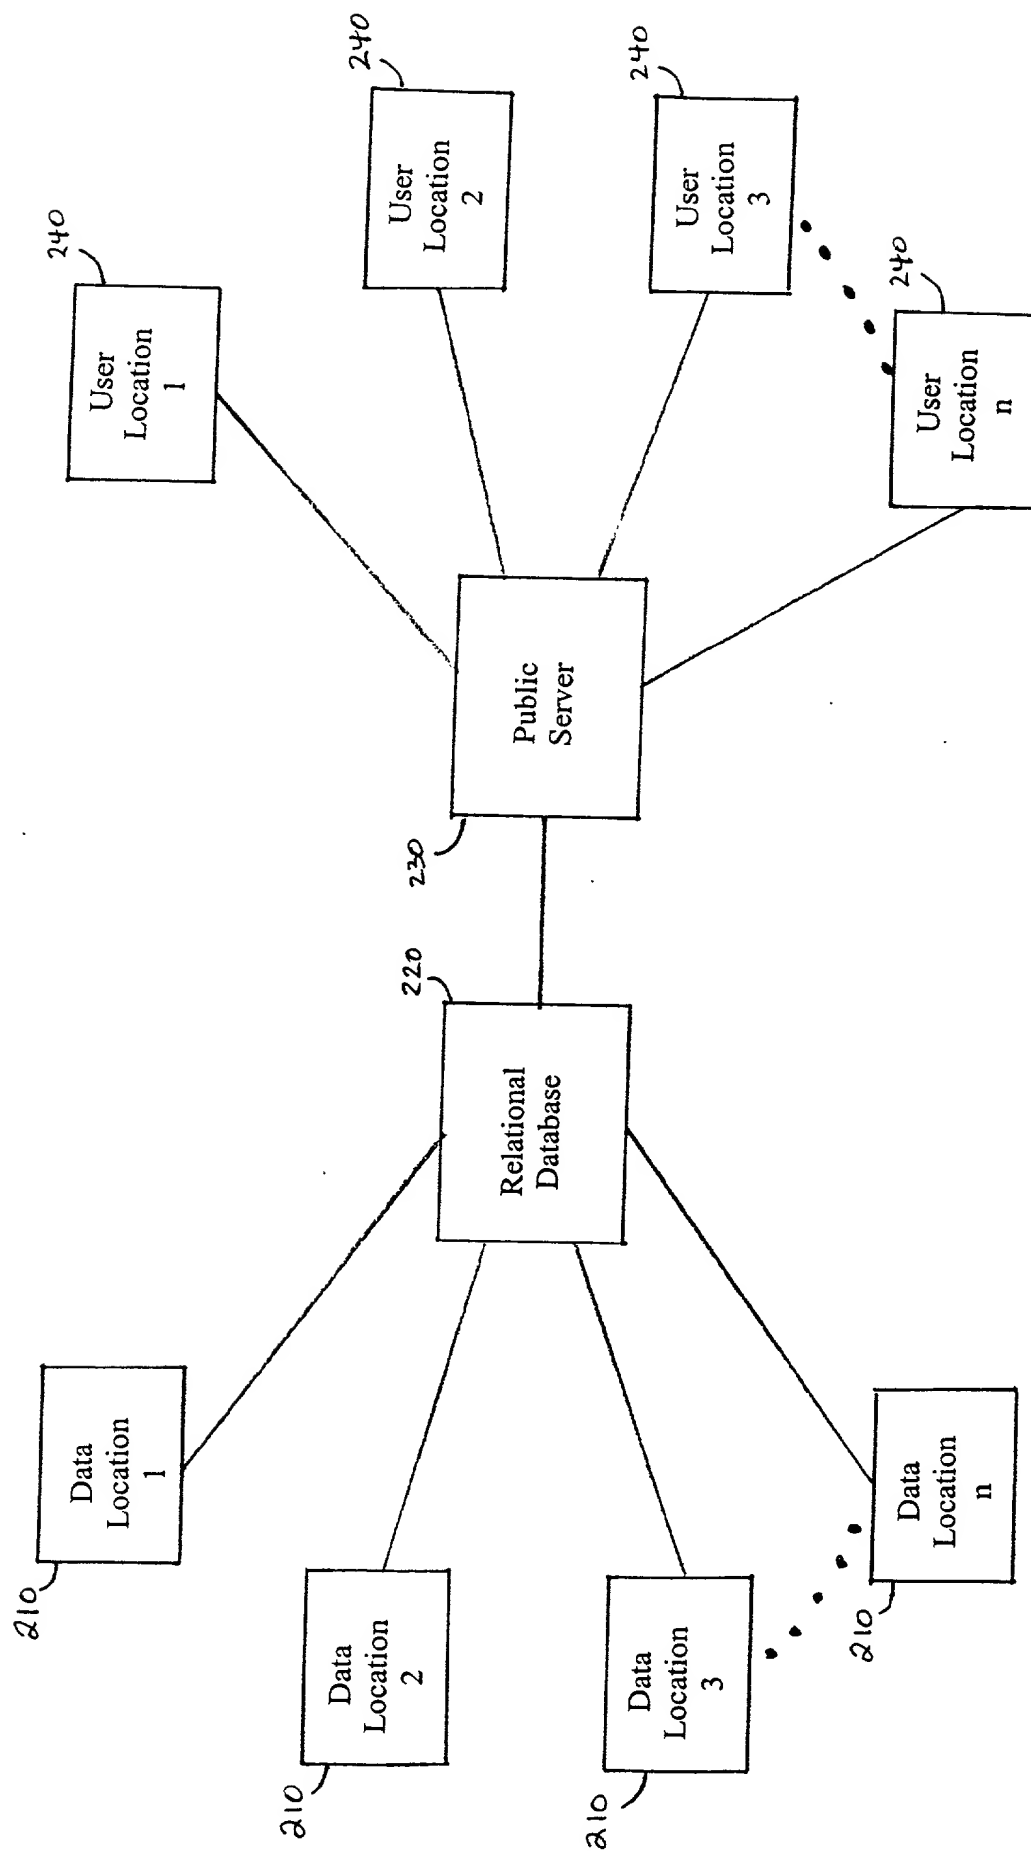 210
Data
Location
1
210
Data
Location
2
210
Data
Location
3
210
Data
Location
n
220
Relational
Database
230
Public
Server
240
User
Location
1
240
User
Location
2
240
User
Location
3
240
User
Location
n